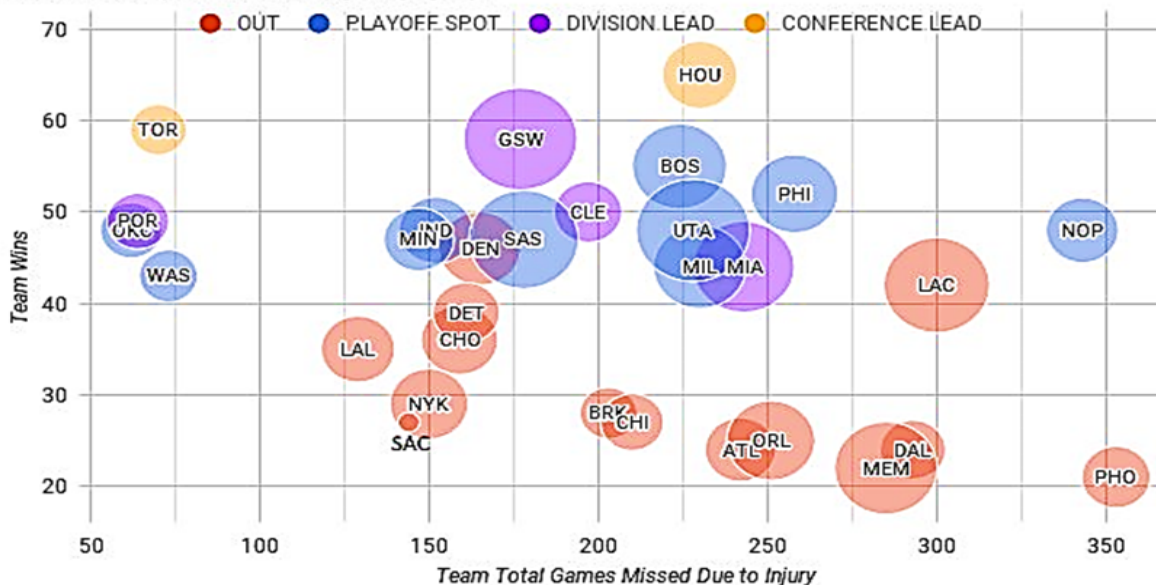 OUT PLAYOFF SPOT DIVISION LEAD CONFERENCE LEAD
70
HOU
60
TOR
GSW
BOS
PHI
50
POR
OKC
CLE
IND
MIN
DEN
SAS
UTA
NOP
WAS
MIL
MIA
LAC
40
DET
CHO
LAL
30
NYK
BRK
CHI
SAC
ATL
ORL
DAL
MEM
PHO
20
Team Wins
50 100 150 200 250 300 350
Team Total Games Missed Due to Injury